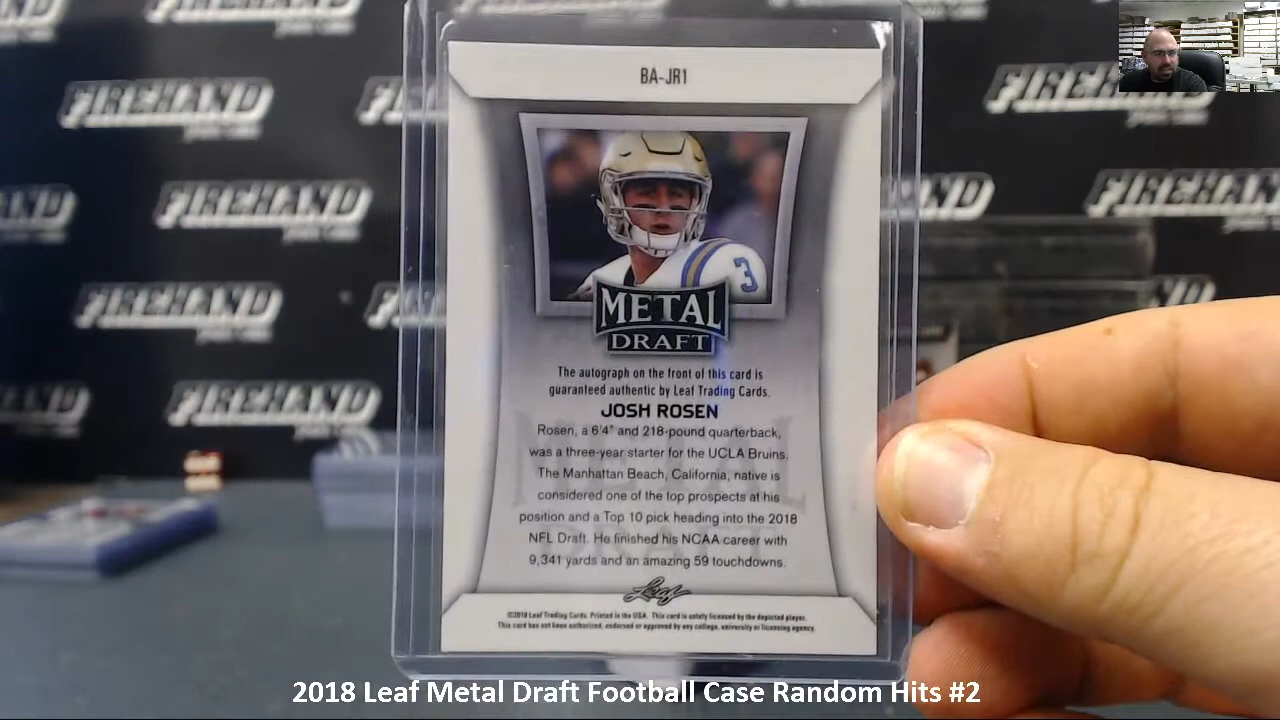 BA-JR1
3
METAL
DRAFT
The autograph on the front of this card is
guaranteed authentic by Leaf Trading Cards.
JOSH ROSEN
Rosen, a 6'4" and 218-pound quarterback,
was a three-year starter for the UCLA Bruins.
The Manhattan Beach, California, native is
considered one of the top prospects at his
position and a Top 10 pick heading into the 2018
NFL Draft. He finished his NCAA career with
9,341 yards and an amazing 59 touchdowns.
Leaf
©2018 Leaf Trading Cards. Printed in the USA. This card is solely licensed by the depicted player.
This card has not been authorized, endorsed or approved by any college, university or licensing agency.
FIREHAND
FIREHAND
FIREHAND
FIREHAND
FIREHAND
FIREHAND
FIREHAND
2018 Leaf Metal Draft Football Case Random Hits #2